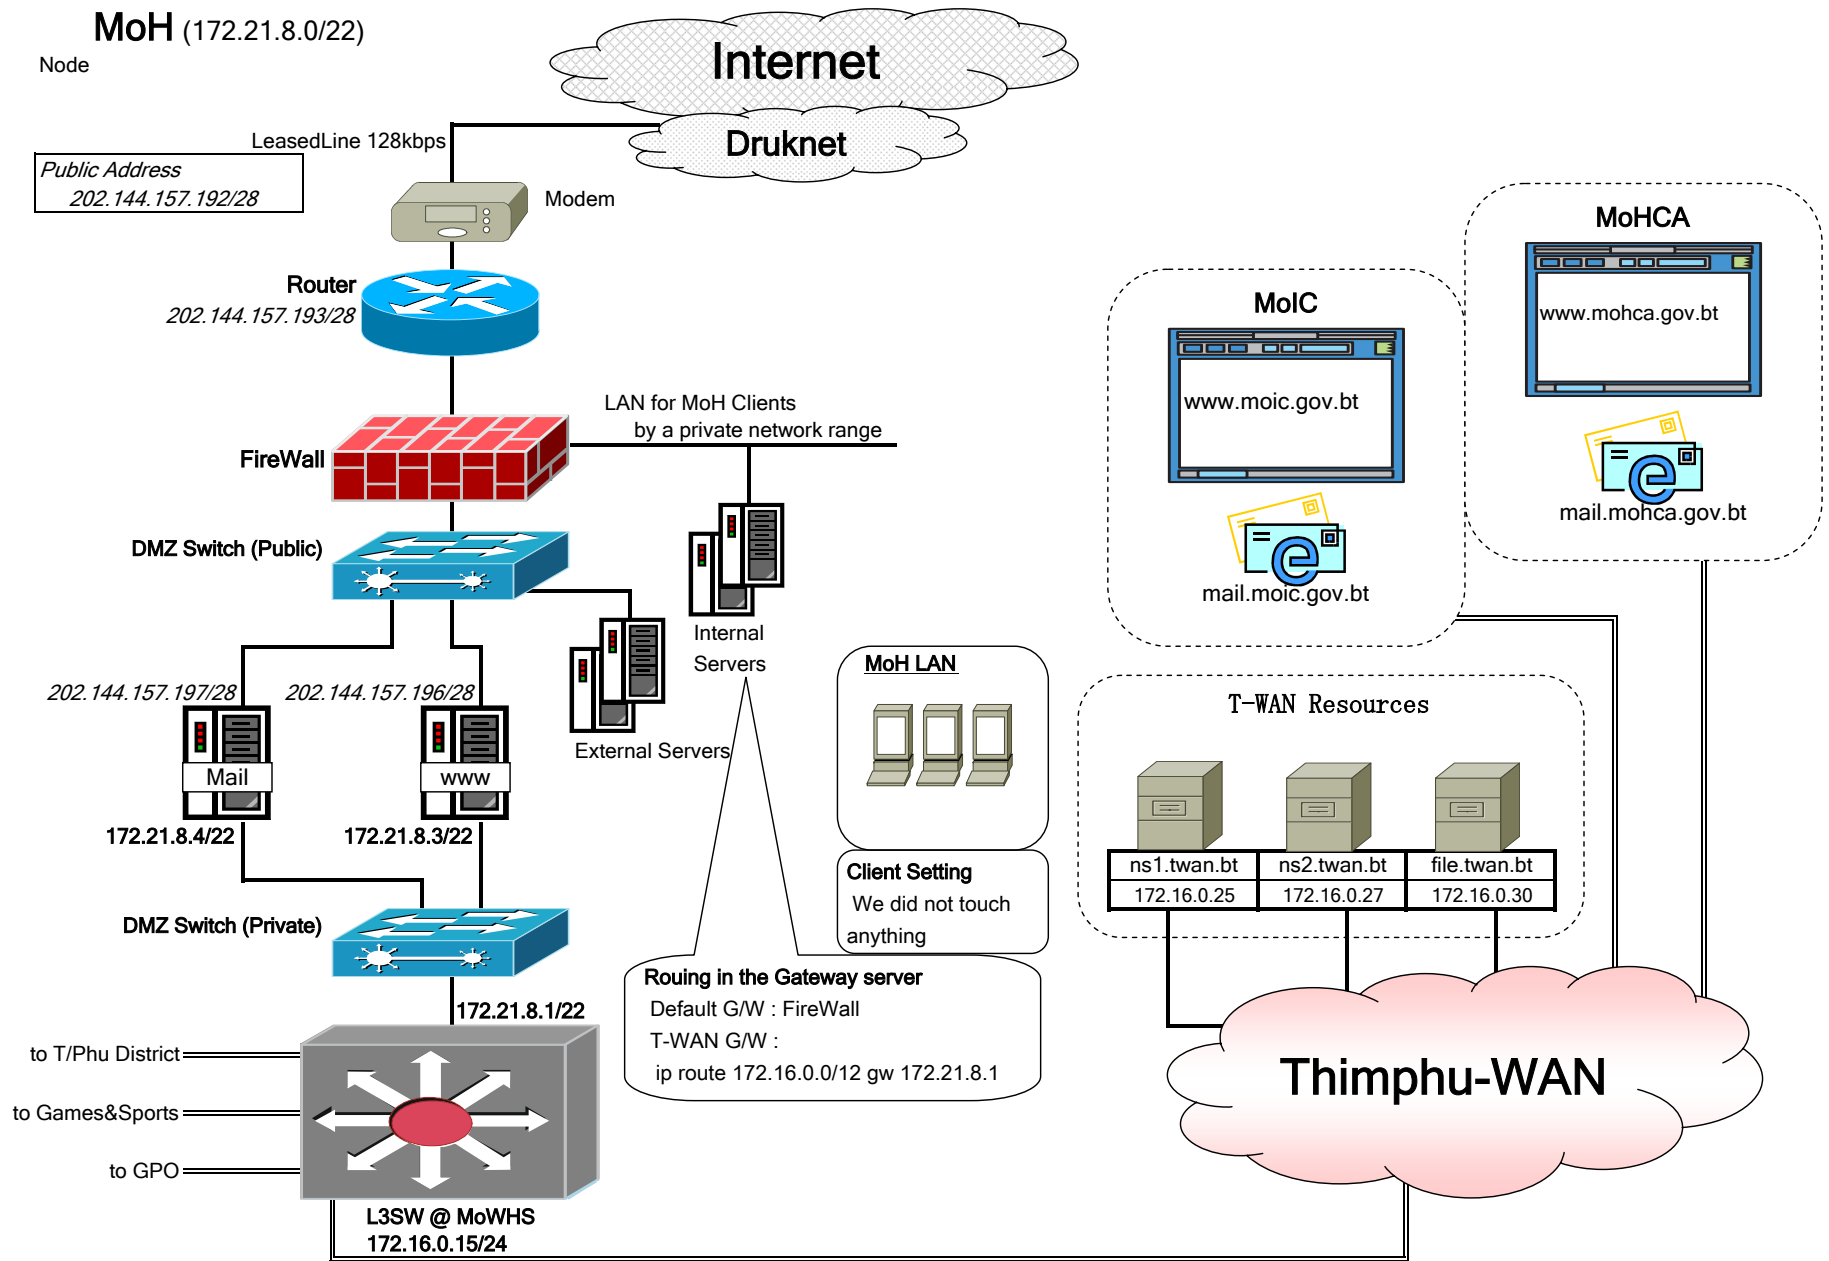 MoH (172.21.8.0/22)
Node
Internet
Druknet
LeasedLine 128kbps
Public Address
202.144.157.192/28
Modem
Router
202.144.157.193/28
LAN for MoH Clients
by a private network range
FireWall
DMZ Switch (Public)
Internal
Servers
External Servers
202.144.157.197/28
202.144.157.196/28
Mail
www
172.21.8.4/22
172.21.8.3/22
DMZ Switch (Private)
172.21.8.1/22
to T/Phu District
to Games&Sports
to GPO
L3SW @ MoWHS
172.16.0.15/24
MoH LAN
Client Setting
We did not touch
anything
Rouing in the Gateway server
Default G/W : FireWall
T-WAN G/W :
ip route 172.16.0.0/12 gw 172.21.8.1
MoIC
www.moic.gov.bt
mail.moic.gov.bt
MoHCA
www.mohca.gov.bt
mail.mohca.gov.bt
T-WAN Resources
ns1.twan.bt ns2.twan.bt file.twan.bt
172.16.0.25 172.16.0.27 172.16.0.30
Thimphu-WAN